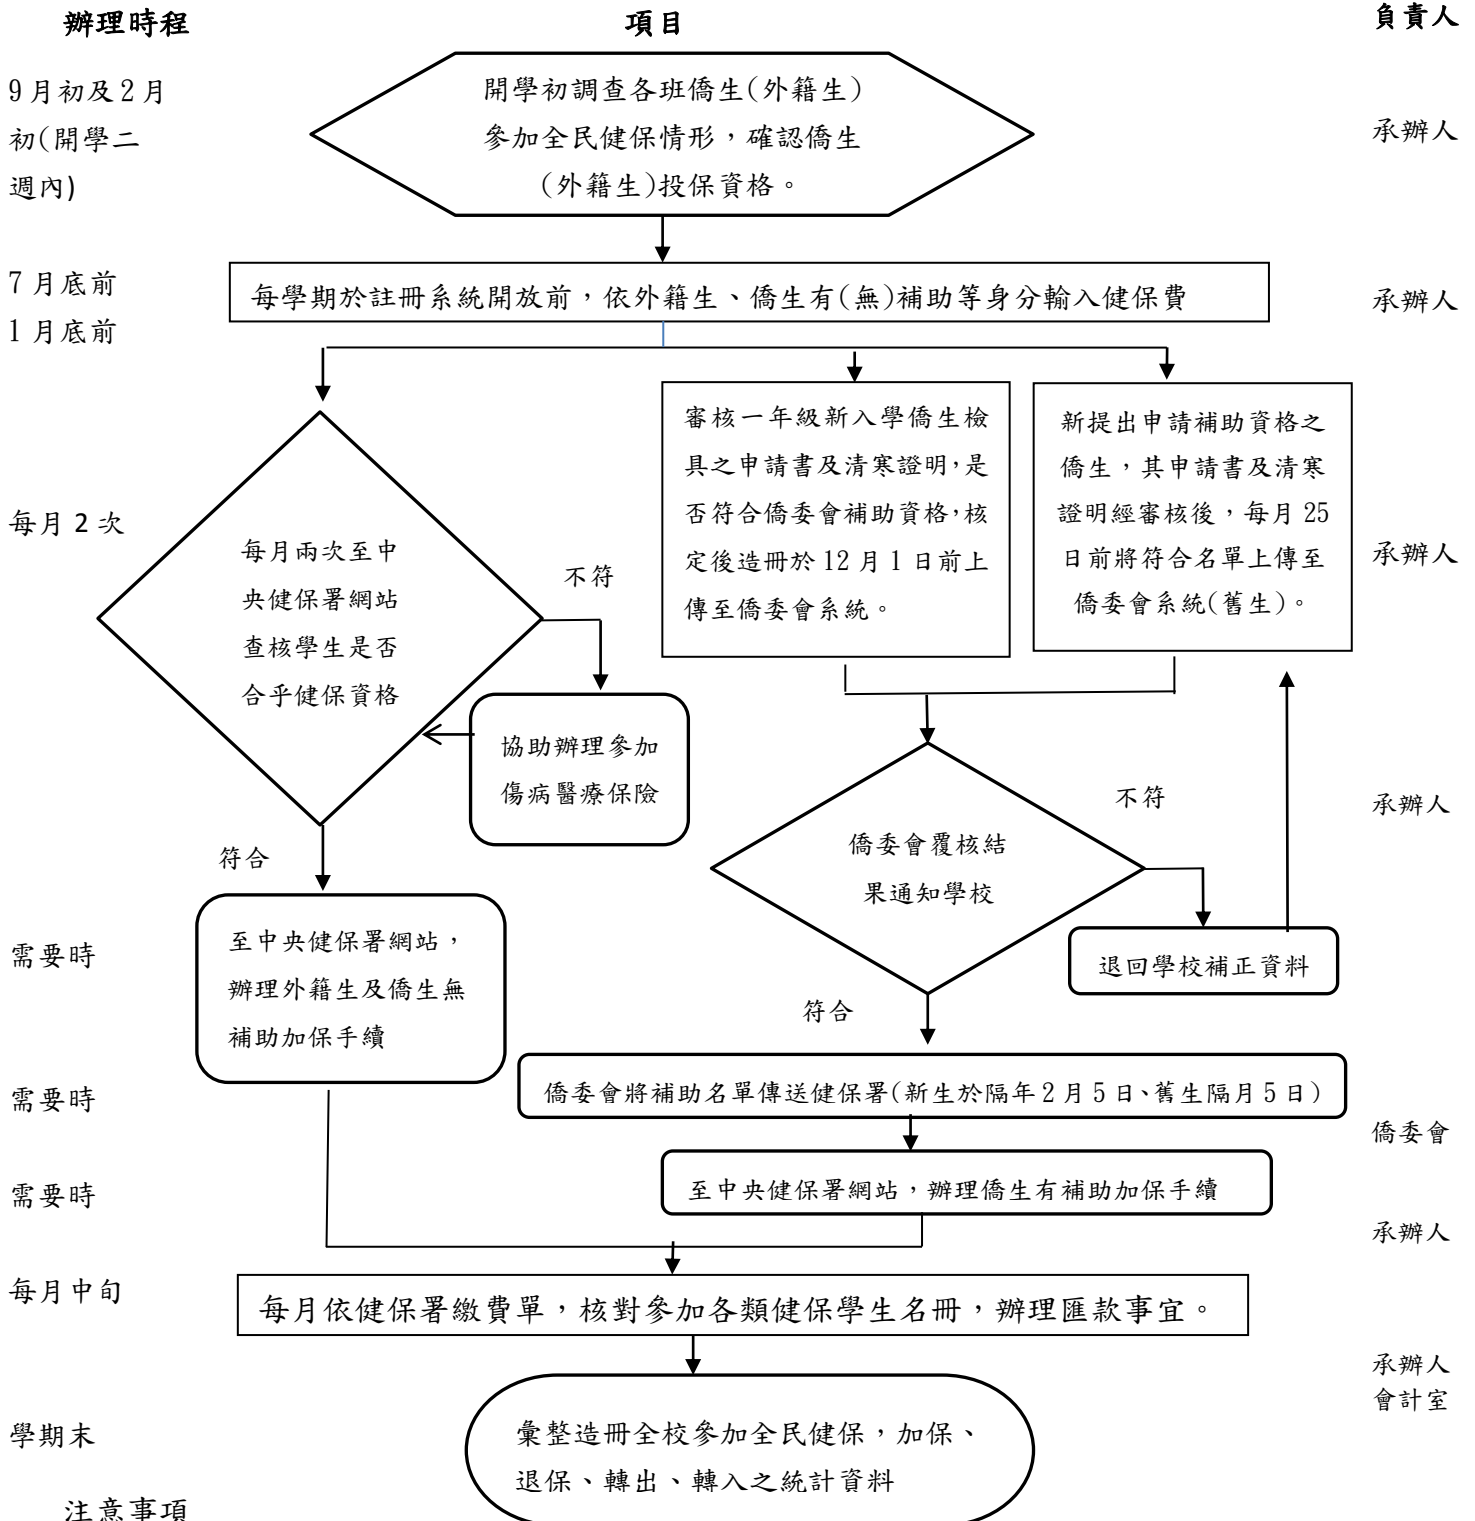 辦理時程
項目
負責人
9月初及2月
初(開學二
週內)
開學初調查各班僑生(外籍生)
參加全民健保情形，確認僑生
(外籍生)投保資格。
承辦人
7月底前
1月底前
每學期於註冊系統開放前，依外籍生、僑生有(無)補助等身分輸入健保費
承辦人
每月2次
每月兩次至中
央健保署網站
查核學生是否
合乎健保資格
不符
協助辦理參加
傷病醫療保險
審核一年級新入學僑生檢
具之申請書及清寒證明，是
否符合僑委會補助資格，核
定後造冊於12月1日前上
傳至僑委會系統。
新提出申請補助資格之
僑生，其申請書及清寒
證明經審核後，每月25
日前將符合名單上傳至
僑委會系統(舊生)。
承辦人
符合
僑委會覆核結
果通知學校
不符
承辦人
需要時
至中央健保署網站，
辦理外籍生及僑生無
補助加保手續
退回學校補正資料
符合
需要時
僑委會將補助名單傳送健保署(新生於隔年2月5日、舊生隔月5日)
僑委會
需要時
至中央健保署網站，辦理僑生有補助加保手續
承辦人
每月中旬
每月依健保署繳費單，核對參加各類健保學生名冊，辦理匯款事宜。
承辦人
會計室
學期末
彙整造冊全校參加全民健保，加保、
退保、轉出、轉入之統計資料
注意事項